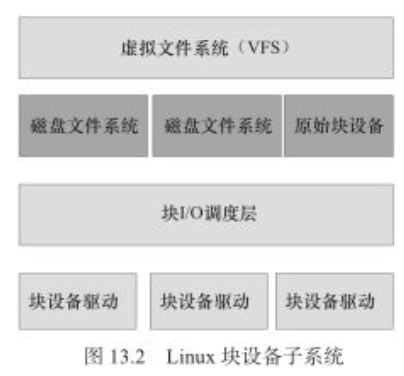 虚拟文件系统（VFS）
磁盘文件系统 磁盘文件系统 原始块设备
块I/O调度层
块设备驱动 块设备驱动 块设备驱动
图 13.2 Linux 块设备子系统